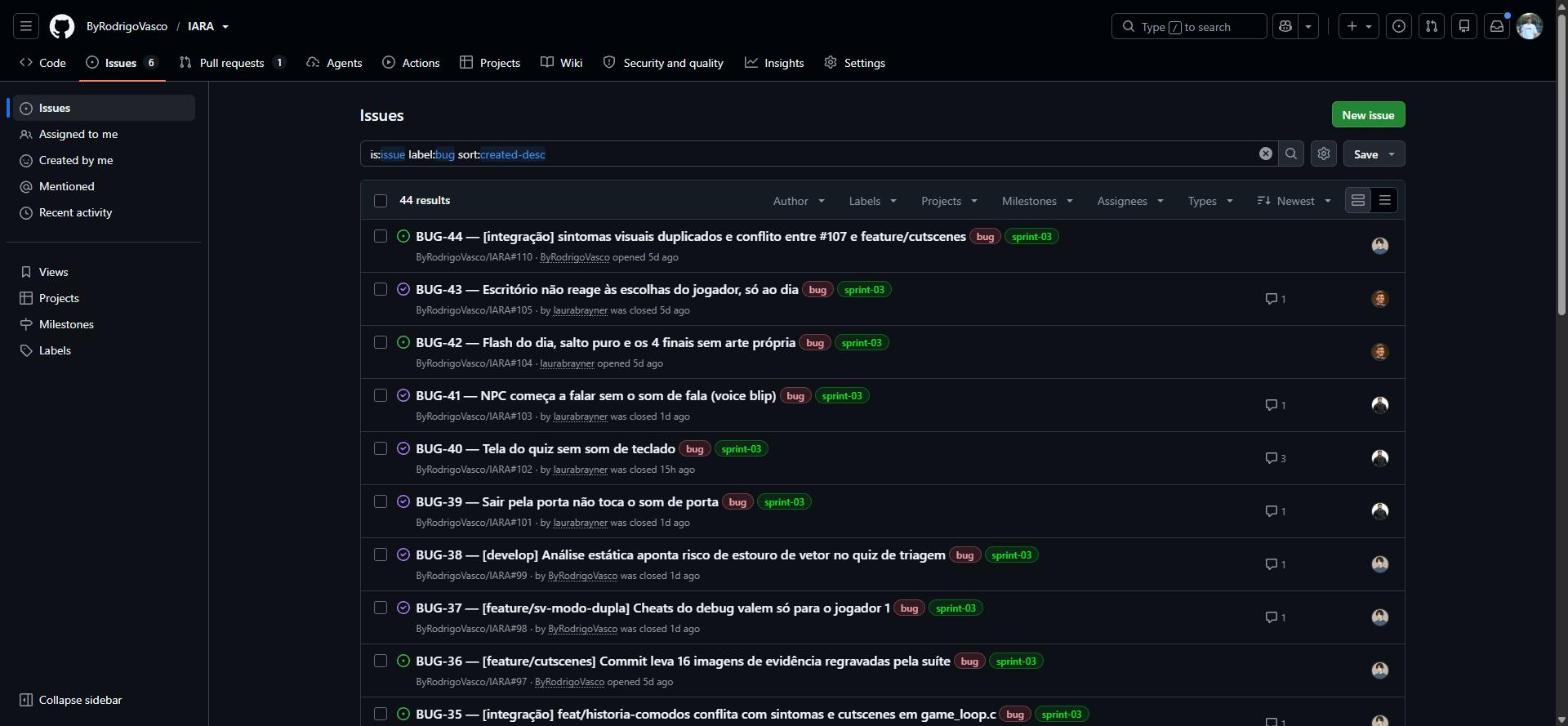 ByRodrigoVasco / IARA
Type / to search
Code
Issues 6
Pull requests 1
Agents
Actions
Projects
Wiki
Security and quality
Insights
Settings
Issues
Assigned to me
Created by me
Mentioned
Recent activity
Views
Projects
Milestones
Labels
Collapse sidebar
Issues
New issue
is:issue label:bug sort:created-desc
Save
44 results
Author
Labels
Projects
Milestones
Assignees
Types
Newest
BUG-44 — [integração] sintomas visuais duplicados e conflito entre #107 e feature/cutscenes bug sprint-03
ByRodrigoVasco/IARA#110 · ByRodrigoVasco opened 5d ago
BUG-43 — Escritório não reage às escolhas do jogador, só ao dia bug sprint-03
ByRodrigoVasco/IARA#105 · by laurabrayner was closed 5d ago
1
BUG-42 — Flash do dia, salto puro e os 4 finais sem arte própria bug sprint-03
ByRodrigoVasco/IARA#104 · laurabrayner opened 5d ago
BUG-41 — NPC começa a falar sem o som de fala (voice blip) bug sprint-03
ByRodrigoVasco/IARA#103 · by laurabrayner was closed 1d ago
1
BUG-40 — Tela do quiz sem som de teclado bug sprint-03
ByRodrigoVasco/IARA#102 · by laurabrayner was closed 15h ago
3
BUG-39 — Sair pela porta não toca o som de porta bug sprint-03
ByRodrigoVasco/IARA#101 · by laurabrayner was closed 1d ago
1
BUG-38 — [develop] Análise estática aponta risco de estouro de vetor no quiz de triagem bug sprint-03
ByRodrigoVasco/IARA#99 · by ByRodrigoVasco was closed 1d ago
1
BUG-37 — [feature/sv-modo-dupla] Cheats do debug valem só para o jogador 1 bug sprint-03
ByRodrigoVasco/IARA#98 · by ByRodrigoVasco was closed 1d ago
1
BUG-36 — [feature/cutscenes] Commit leva 16 imagens de evidência regravadas pela suíte bug sprint-03
ByRodrigoVasco/IARA#97 · ByRodrigoVasco opened 5d ago
BUG-35 — [integração] feat/historia-comodos conflita com sintomas e cutscenes em game_loop.c bug sprint-03
1